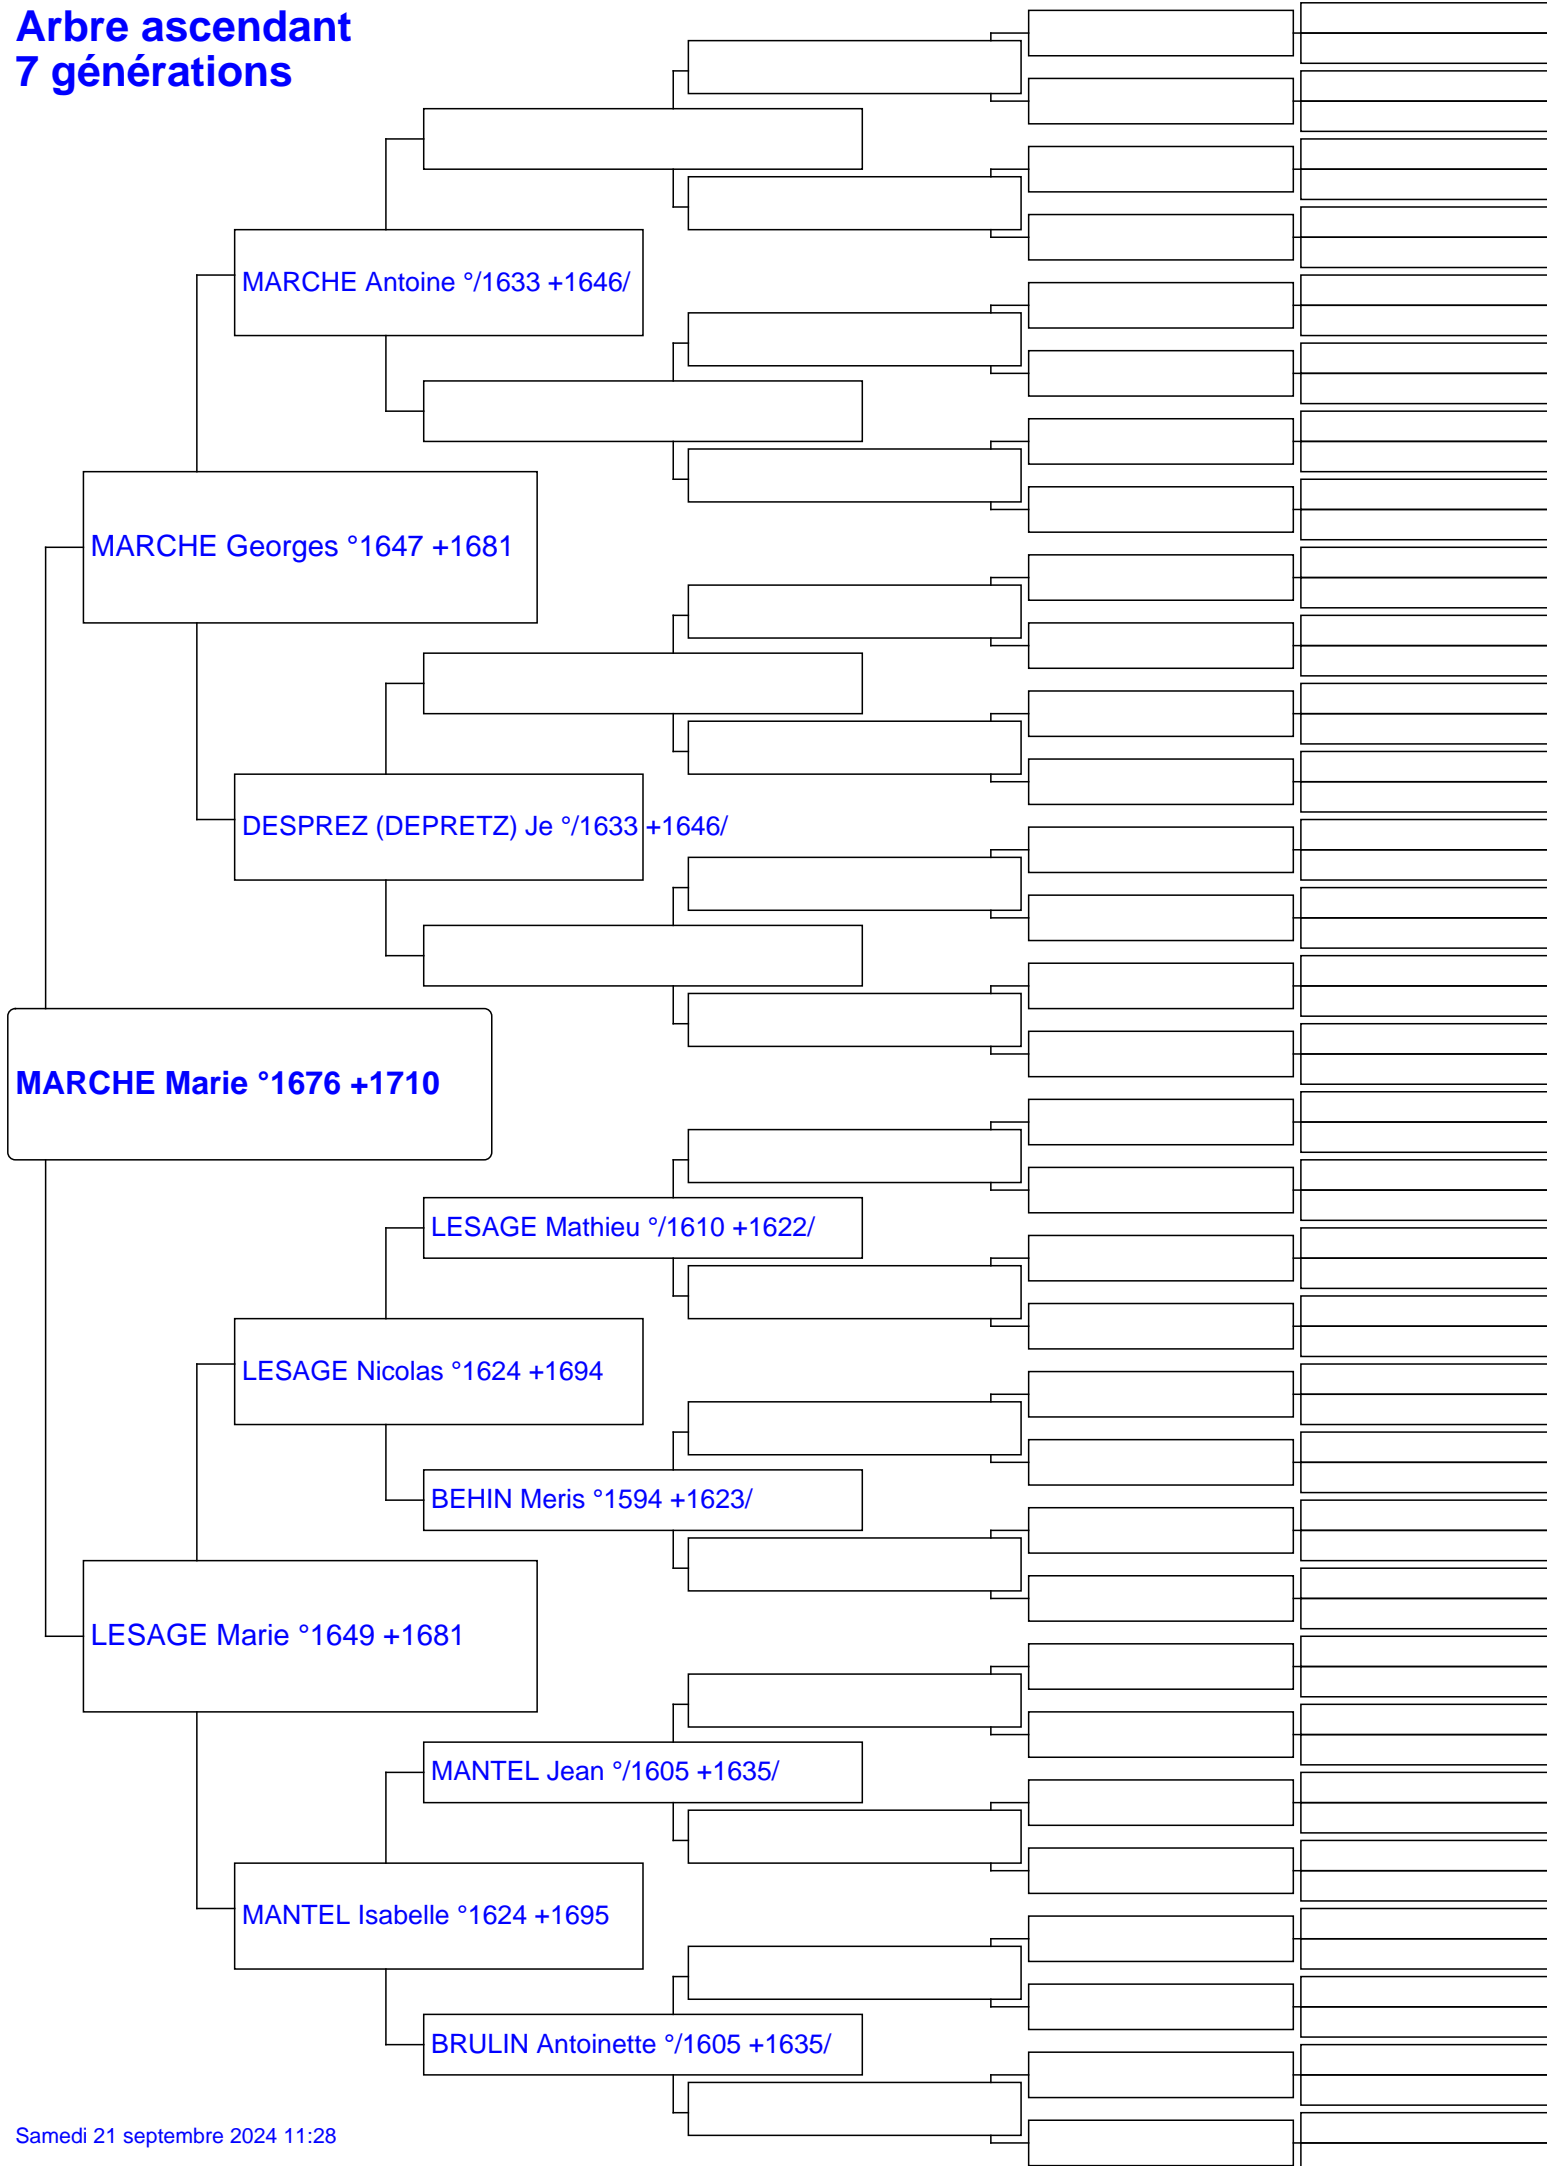 Arbre ascendant
7 générations
MARCHE Antoine °/1633 +1646/
MARCHE Georges °1647 +1681
DESPREZ (DEPRETZ) Je °/1633 +1646/
MARCHE Marie °1676 +1710
LESAGE Mathieu °/1610 +1622/
LESAGE Nicolas °1624 +1694
BEHIN Meris °1594 +1623/
LESAGE Marie °1649 +1681
MANTEL Jean °/1605 +1635/
MANTEL Isabelle °1624 +1695
BRULIN Antoinette °/1605 +1635/
Samedi 21 septembre 2024 11:28